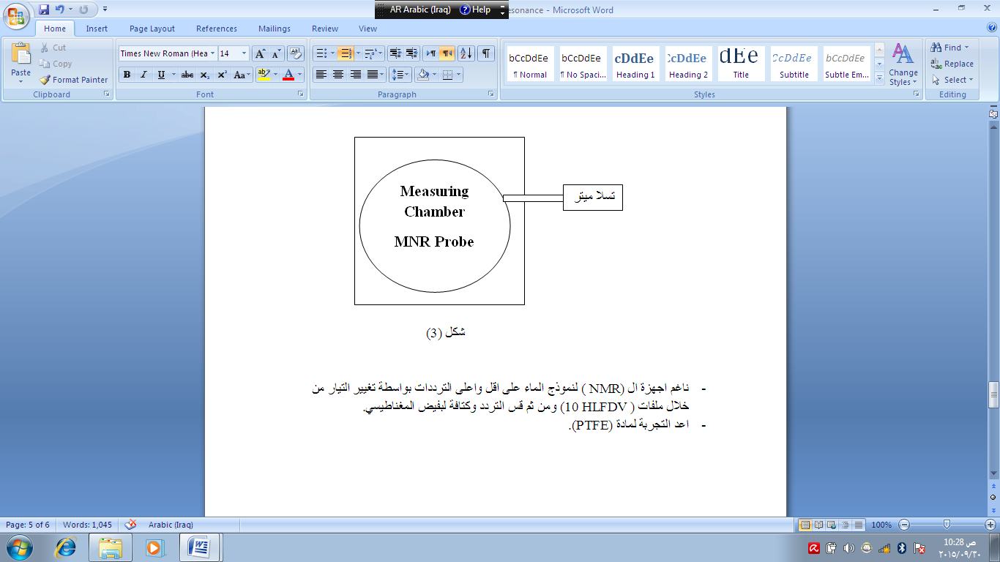 AR Arabic (Iraq) Help
esonance - Microsoft Word
Home Insert Page Layout References Mailings Review View
Paste
Cut
Copy
Format Painter
Clipboard
Times New Roman (Hea 14
B I U abc x₂ x² Aa
Font
Paragraph
bCcDdEe bCcDdEe cDdEe :CcDdEe dEe CcDdEe bCcDdEe
¶ Normal ¶ No Spaci... Heading 1 Heading 2 Title Subtitle Subtle Em...
Change Styles
Styles
Find
Replace
Select
Editing
Measuring
Chamber
MNR Probe
تسلا ميتر
شكل (3)
- ناغم اجهزة ال (NMR ) لنموذج الماء على اقل واعلى الترددات بواسطة تغيير التيار من
خلال ملفات ( 10 HLFDV) ومن ثم قس التردد وكثافة لبفيض المغناطيسي.
- اعد التجربة لمادة (PTFE).
Page: 5 of 6 Words: 1,045 Arabic (Iraq) 100%
10:28 ص
٢٠١٥/٠٩/٣٠